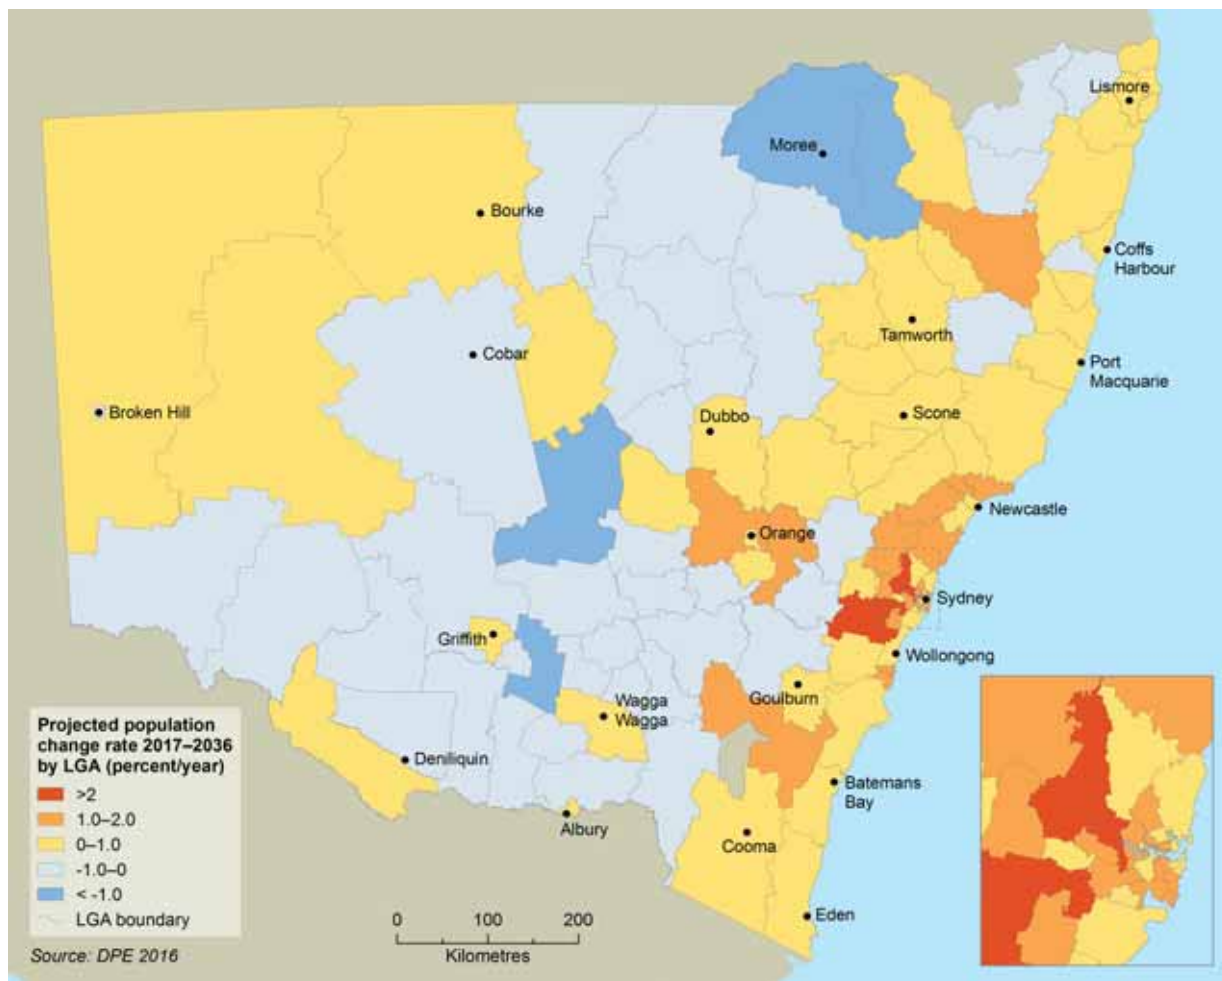 Lismore
Moree
Bourke
Coffs
Harbour
Tamworth
Cobar
Port
Macquarie
Broken Hill
Dubbo
Scone
Newcastle
Orange
Sydney
Griffith
Wollongong
Goulburn
Wagga
Wagga
Deniliquin
Batemans
Bay
Albury
Cooma
Eden
Projected population
change rate 2017–2036
by LGA (percent/year)
>2
1.0–2.0
0–1.0
-1.0–0
< -1.0
LGA boundary
Source: DPE 2016
0 100 200
Kilometres